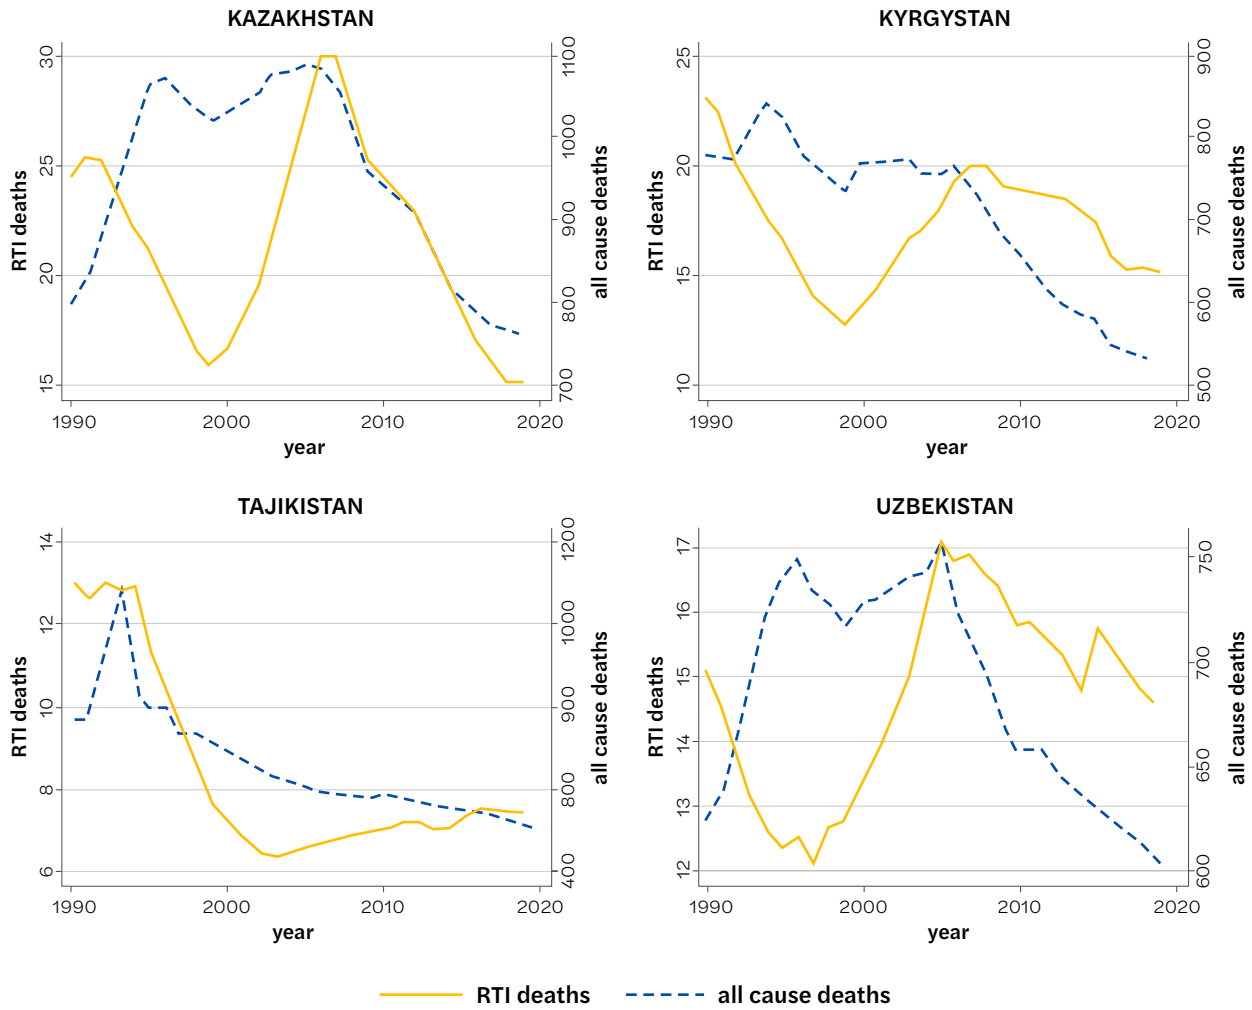 KAZAKHSTAN
RTI deaths
30
25
20
15
1100
1000
900
800
700
all cause deaths
1990 2000 2010 2020
year
KYRGYSTAN
RTI deaths
25
20
15
10
900
800
700
600
500
all cause deaths
1990 2000 2010 2020
year
TAJIKISTAN
RTI deaths
14
12
10
8
6
1200
1000
900
800
400
all cause deaths
1990 2000 2010 2020
year
UZBEKISTAN
RTI deaths
17
16
15
14
13
12
750
700
650
600
all cause deaths
1990 2000 2010 2020
year
RTI deaths all cause deaths